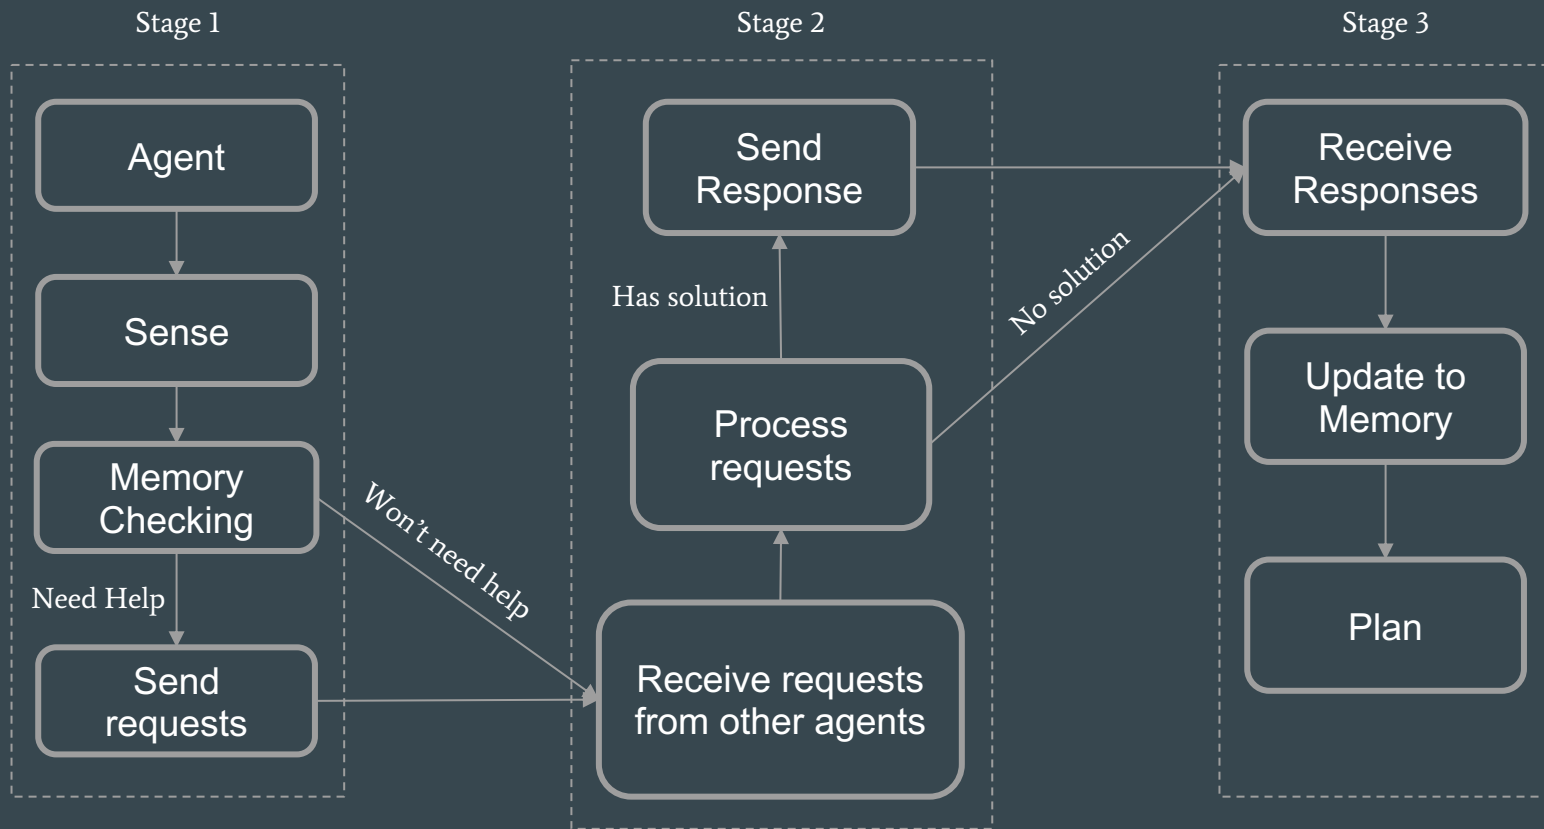 Stage 1
Agent
Sense
Memory
Checking
Need Help
Send
requests
Won't need help
Stage 2
Send
Response
Has solution
Process
requests
Receive requests
from other agents
No solution
Stage 3
Receive
Responses
Update to
Memory
Plan